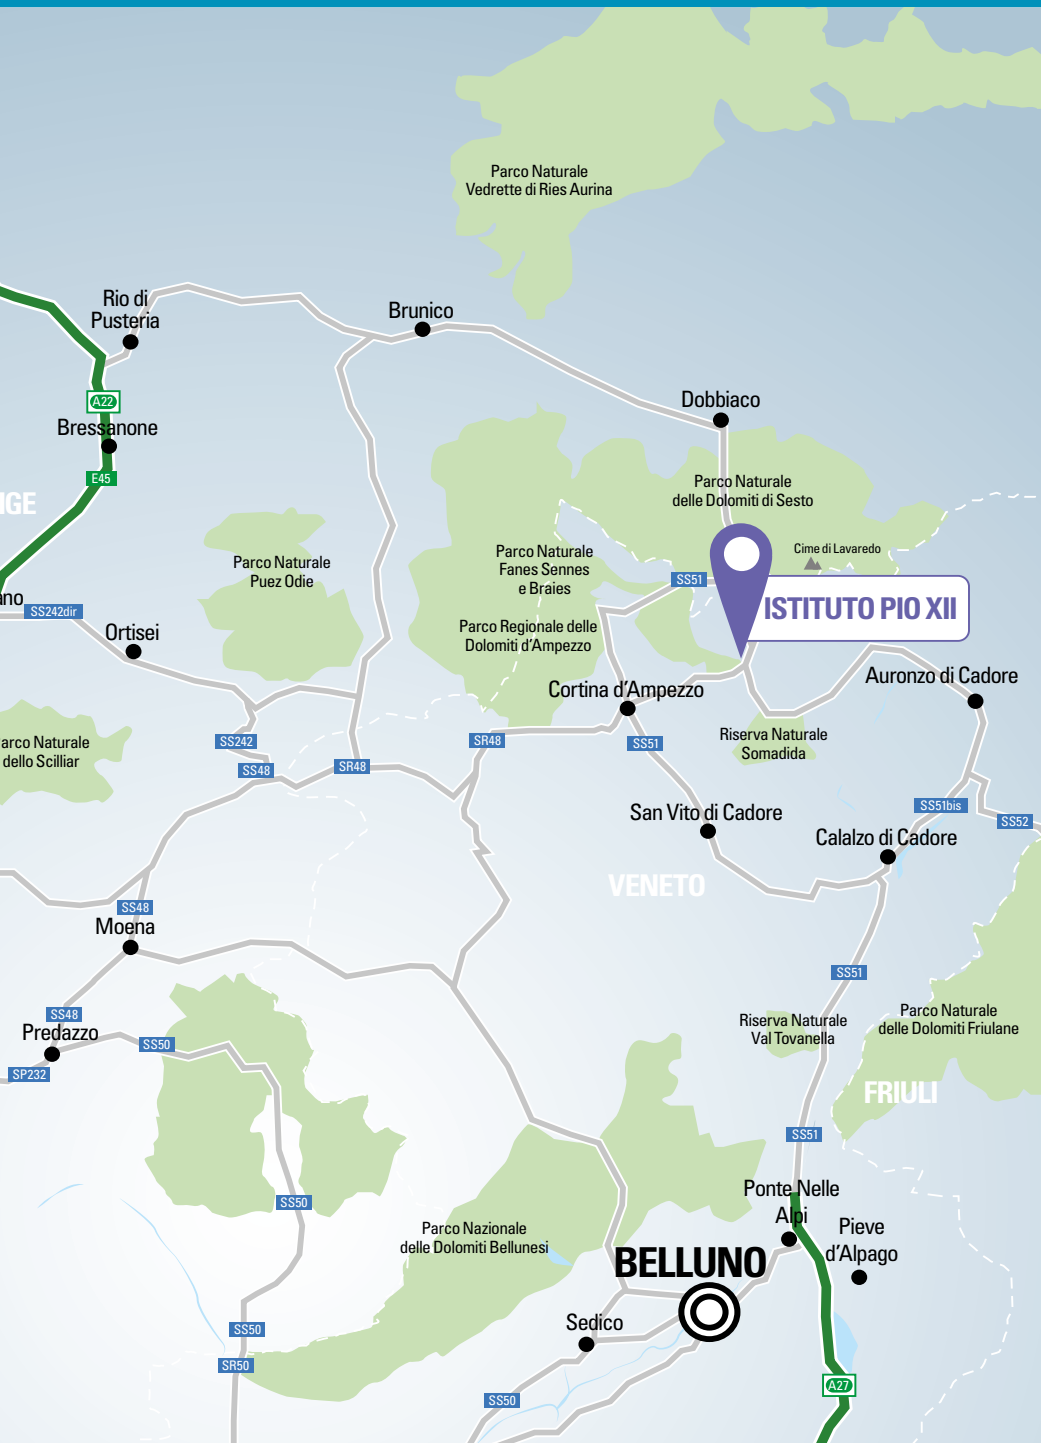 Parco Naturale
Vedrette di Ries Aurina
Rio di
Pusteria
Brunico
A22
Dobbiaco
Bressanone
E45
IGE
Parco Naturale
delle Dolomiti di Sesto
Cime di Lavaredo
Parco Naturale
Puez Odie
Parco Naturale
Fanes Sennes
e Braies
SS51
ano
SS242dir
ISTITUTO PIO XII
Ortisei
Parco Regionale delle
Dolomiti d'Ampezzo
Auronzo di Cadore
Cortina d'Ampezzo
arco Naturale
dello Scilliar
SS242
SR48
SS51
Riserva Naturale
Somadida
SS48
SR48
SS51bis
San Vito di Cadore
SS52
Calalzo di Cadore
VENETO
SS48
Moena
SS51
SS48
Parco Naturale
delle Dolomiti Friulane
Riserva Naturale
Val Tovanella
Predazzo
SS50
SP232
FRIULI
SS51
SS50
Ponte Nelle
Alpi
Pieve
d'Alpago
Parco Nazionale
delle Dolomiti Bellunesi
BELLUNO
Sedico
SS50
SR50
A27
SS50